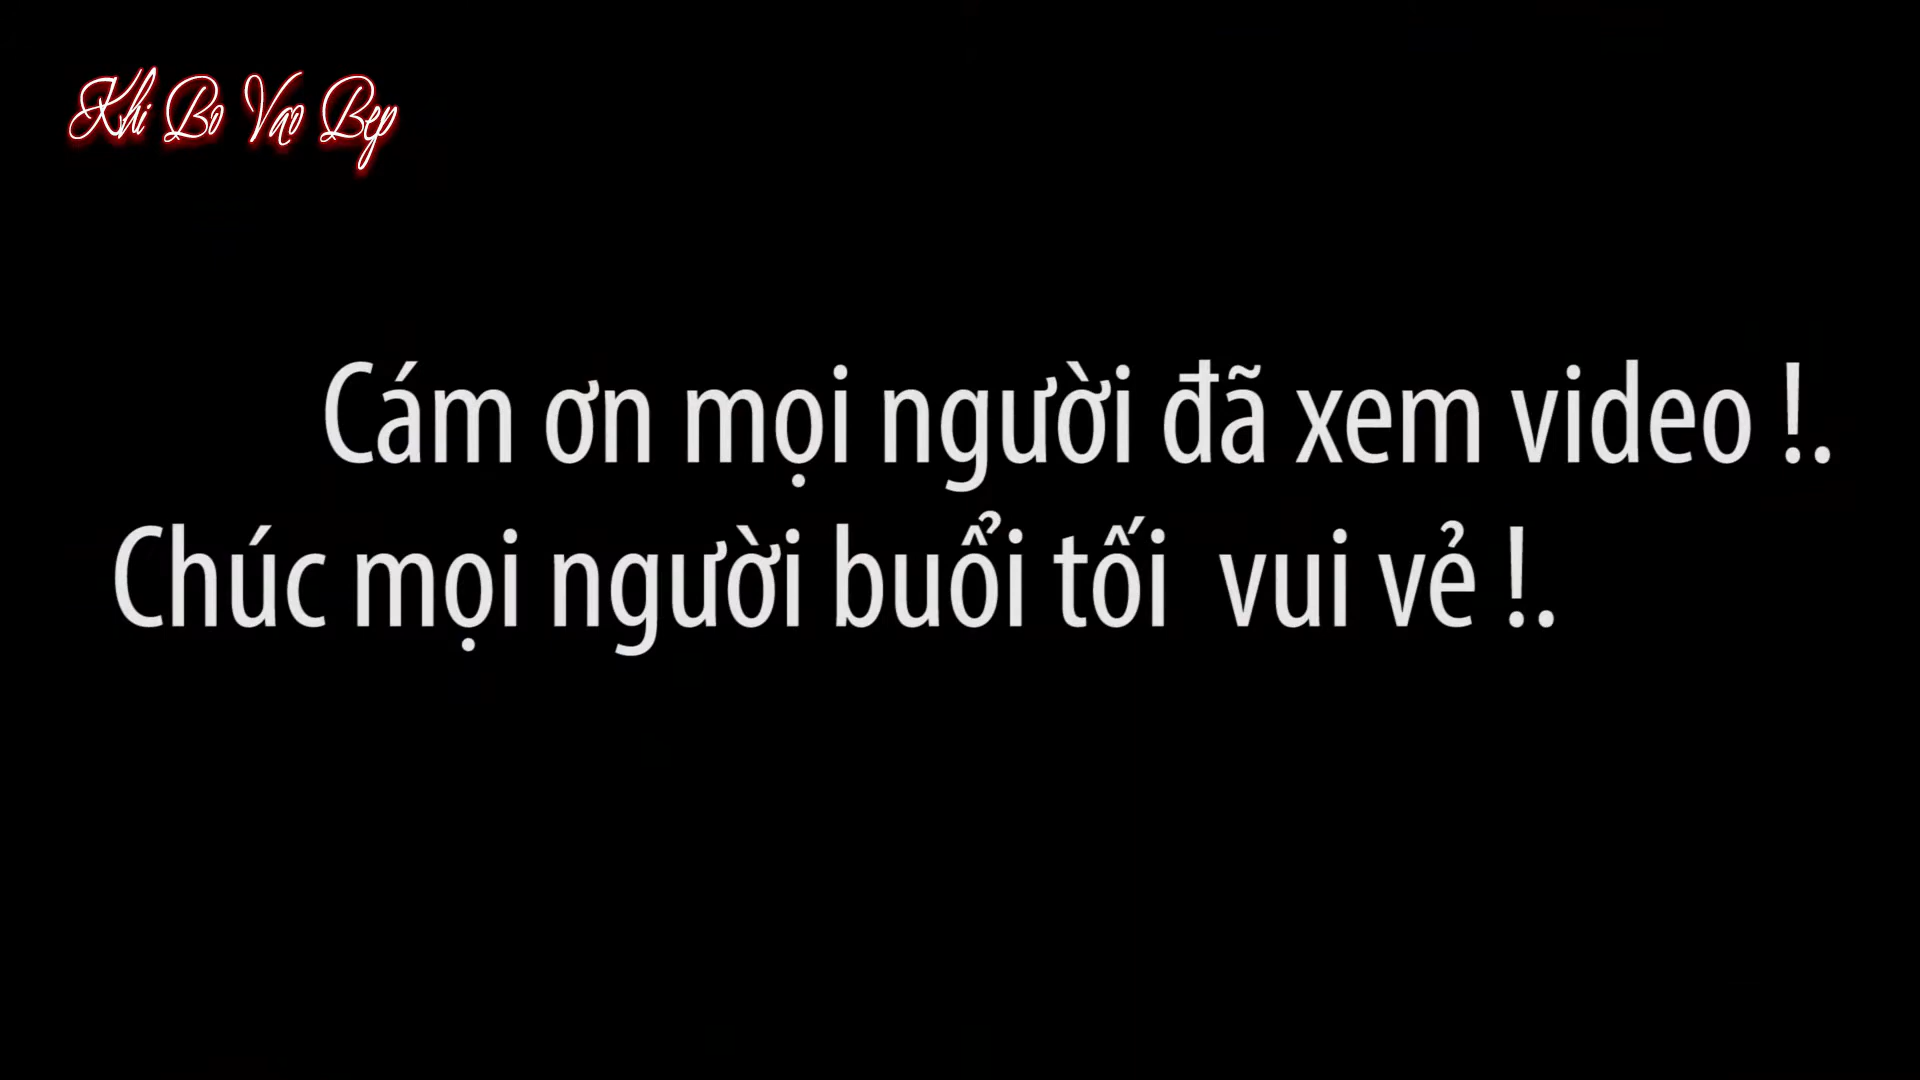 Khi Bo Vao Bep
Cám ơn mọi người đã xem video !.
Chúc mọi người buổi tối  vui vẻ !.